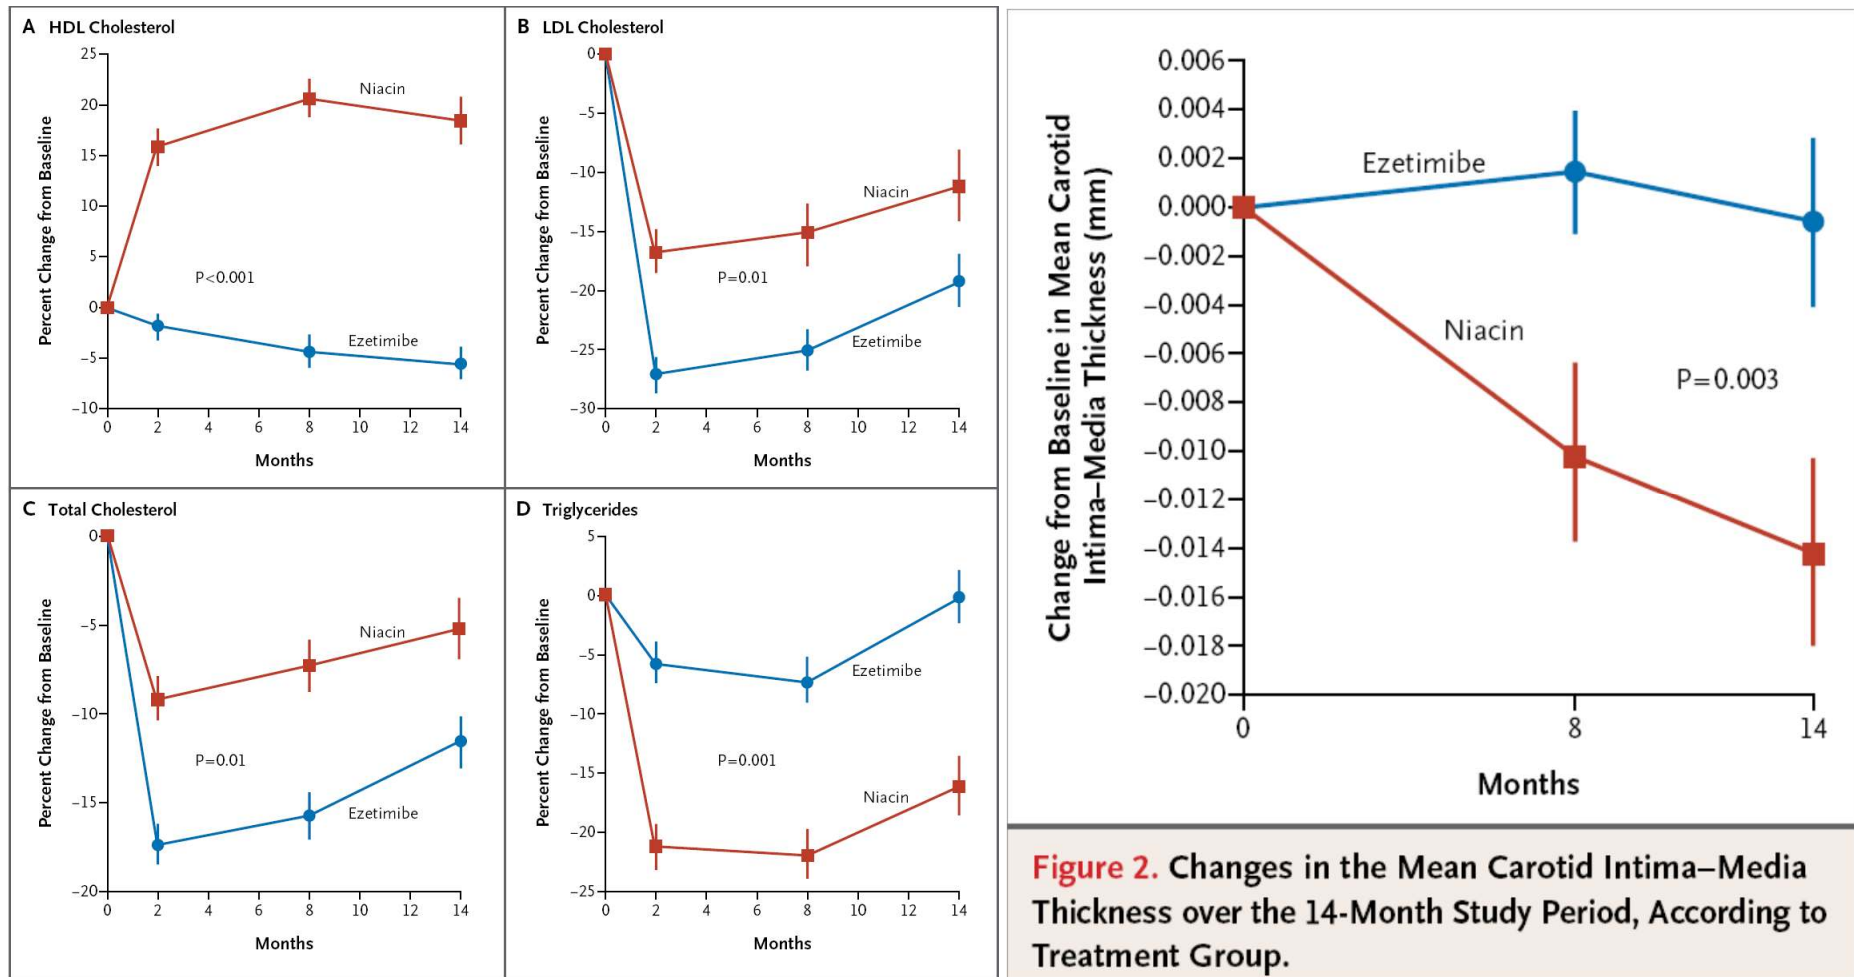 A HDL Cholesterol
25
20
15
10
5
0
−5
−10
Percent Change from Baseline
Niacin
P<0.001
Ezetimibe
0 2 4 6 8 10 12 14
Months
B LDL Cholesterol
0
−5
−10
−15
−20
−25
−30
Percent Change from Baseline
Niacin
P=0.01
Ezetimibe
0 2 4 6 8 10 12 14
Months
C Total Cholesterol
0
−5
−10
−15
−20
Percent Change from Baseline
Niacin
P=0.01
Ezetimibe
0 2 4 6 8 10 12 14
Months
D Triglycerides
5
0
−5
−10
−15
−20
−25
Percent Change from Baseline
Ezetimibe
P=0.001
Niacin
0 2 4 6 8 10 12 14
Months
0.006
0.004
0.002
0.000
−0.002
−0.004
−0.006
−0.008
−0.010
−0.012
−0.014
−0.016
−0.018
−0.020
Change from Baseline in Mean Carotid
Intima–Media Thickness (mm)
Ezetimibe
Niacin
P=0.003
0 8 14
Months
Figure 2. Changes in the Mean Carotid Intima–Media
Thickness over the 14-Month Study Period, According to
Treatment Group.